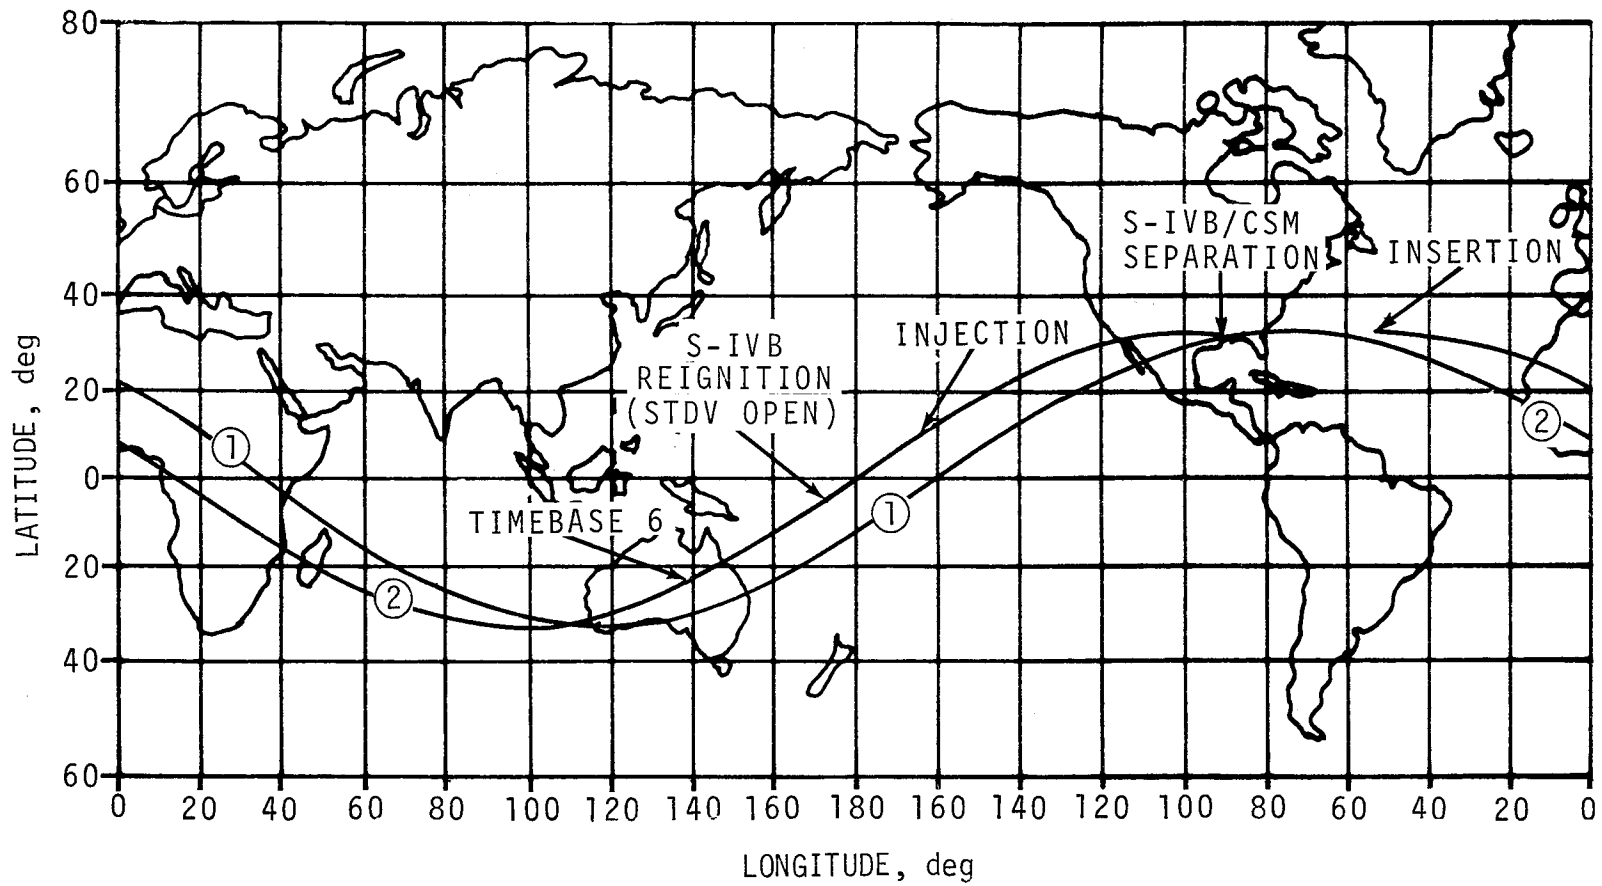 80
60
40
20
0
20
40
60
LATITUDE, deg
S-IVB/CSM
SEPARATION
INSERTION
INJECTION
S-IVB
REIGNITION
(STDV OPEN)
TIMEBASE 6
1
2
1
2
0 20 40 60 80 100 120 140 160 180 160 140 120 100 80 60 40 20 0
LONGITUDE, deg